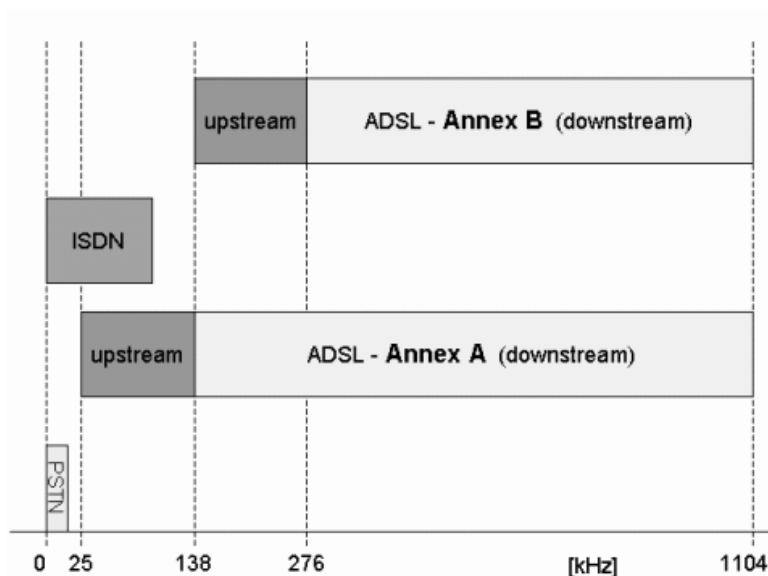 upstream
ADSL - Annex B (downstream)
ISDN
upstream
ADSL - Annex A (downstream)
PSTN
0 25 138 276 [kHz] 1104